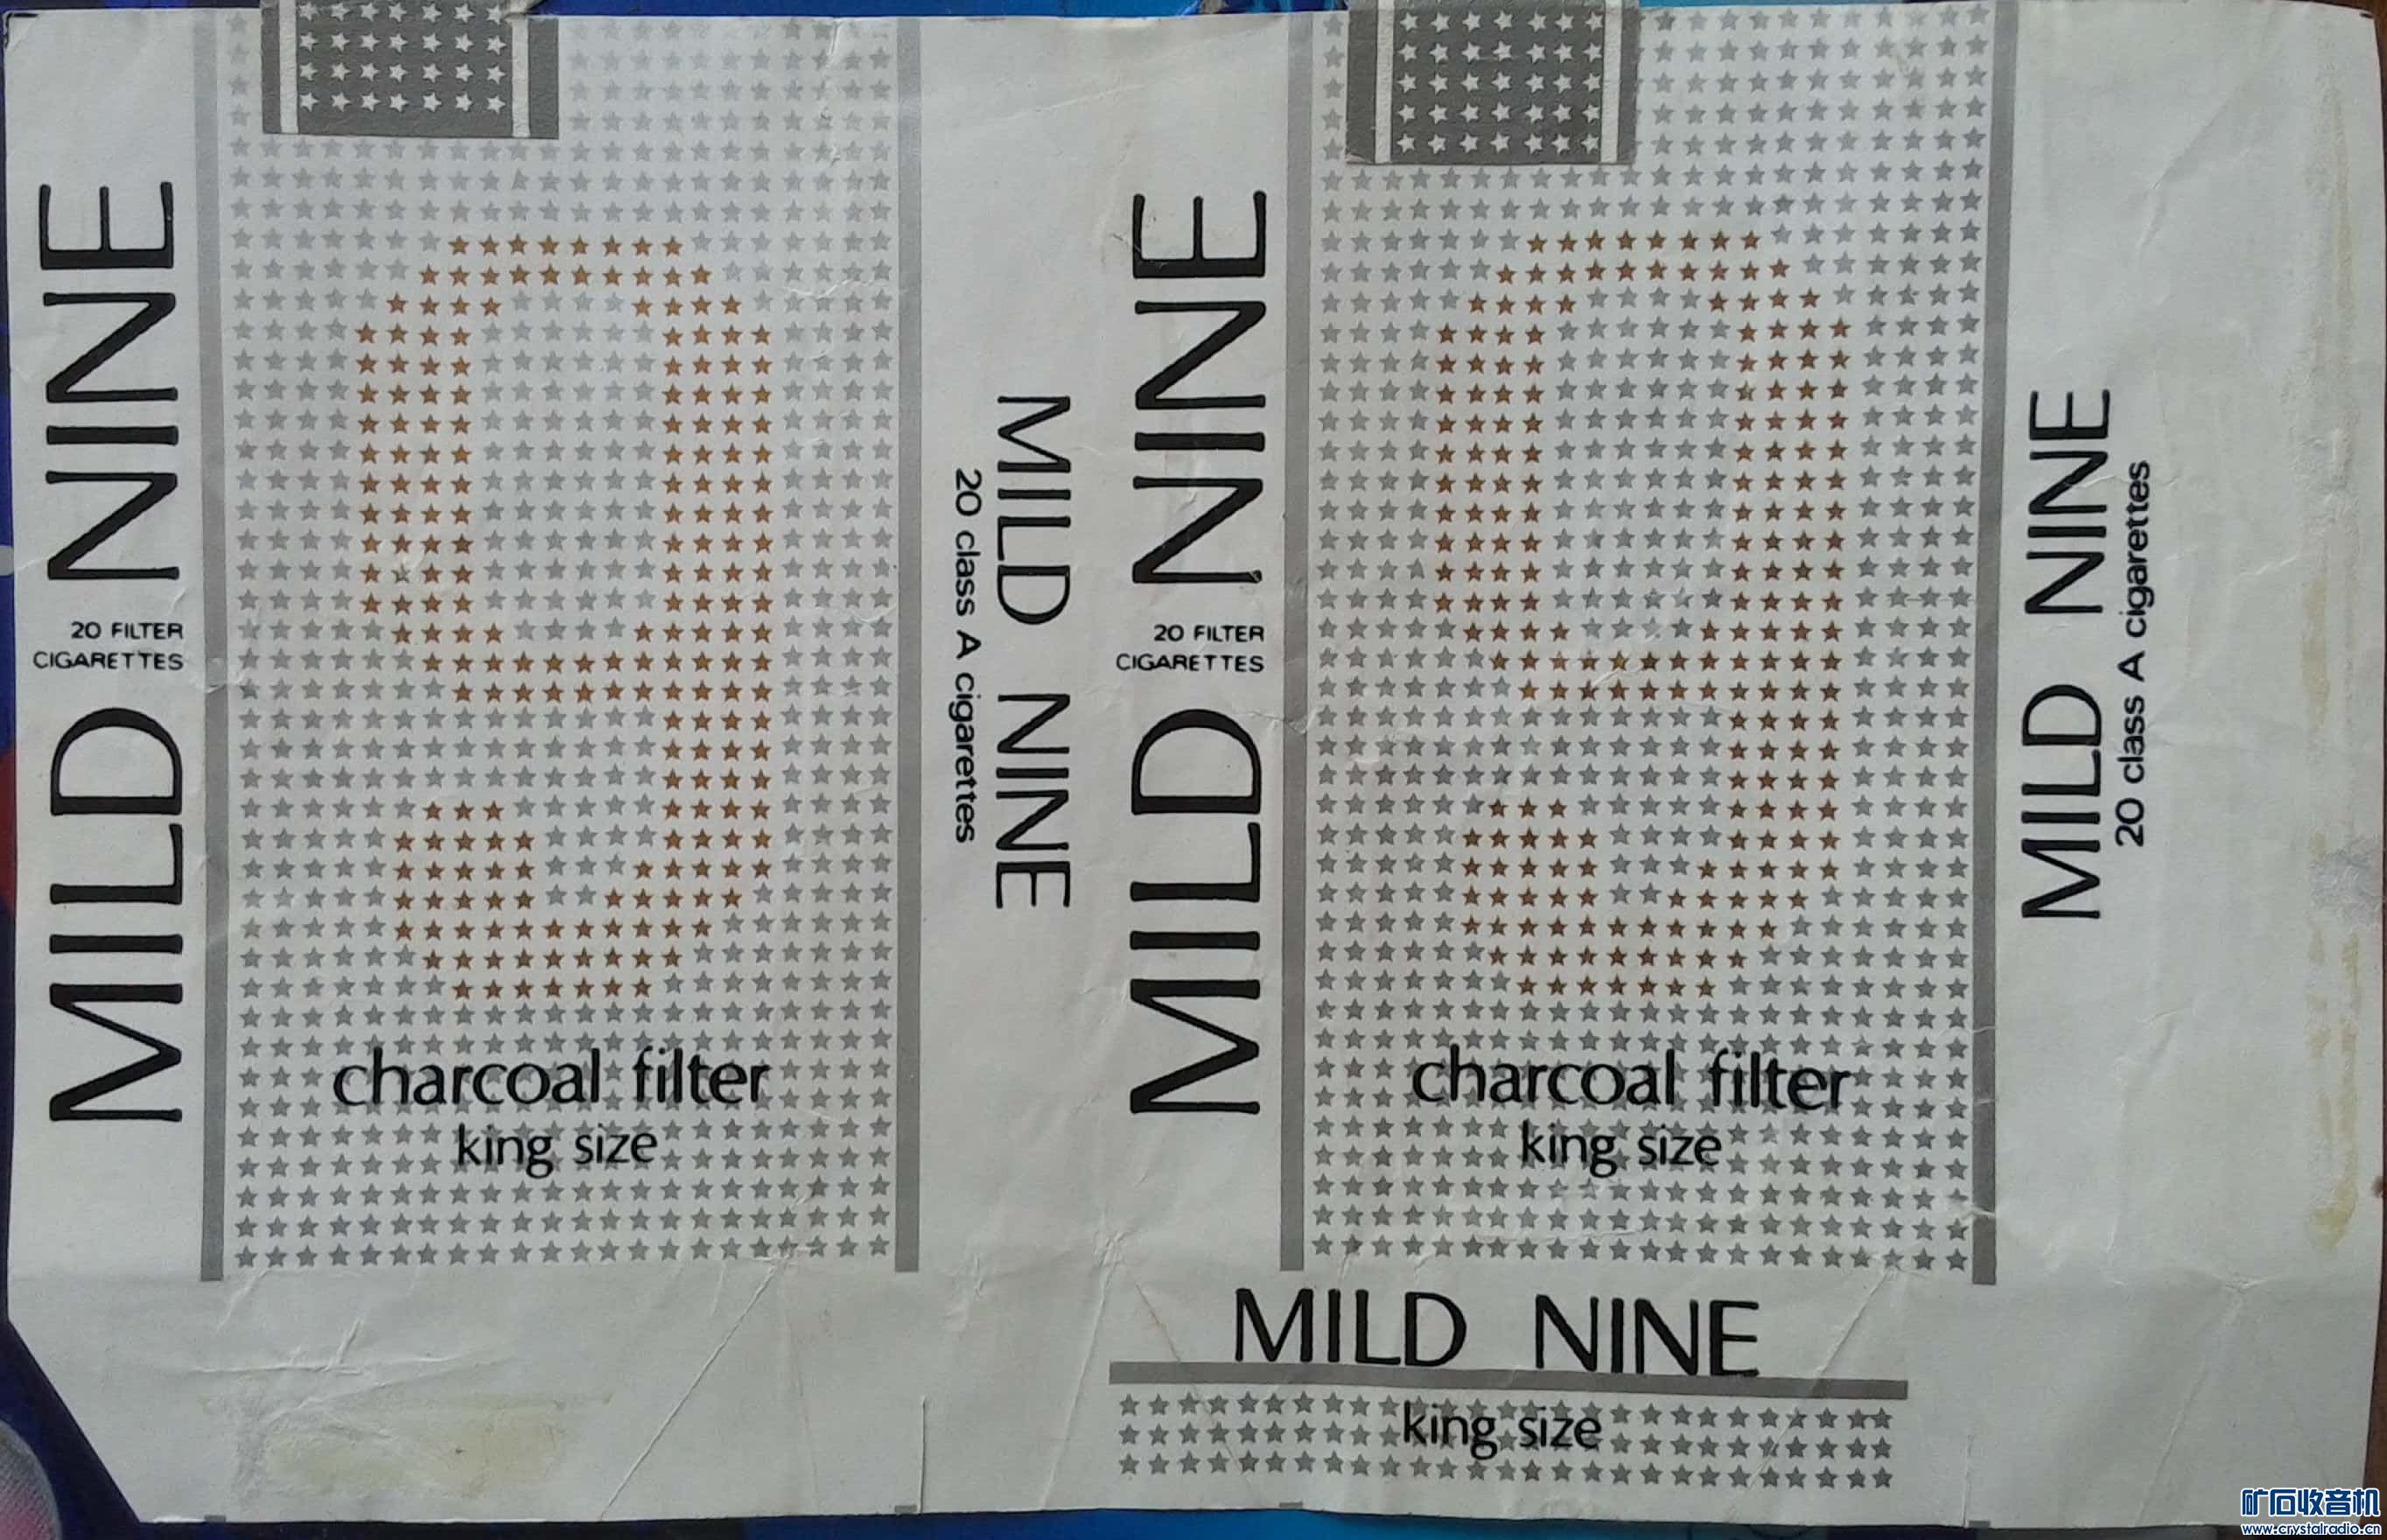 MILD NINE
20 FILTER
CIGARETTES
charcoal filter
king size
MILD NINE
20 class A cigarettes
MILD NINE
20 FILTER
CIGARETTES
charcoal filter
king size
MILD NINE
20 class A cigarettes
MILD NINE
king size
矿石收音机
www.crystalradio.cn